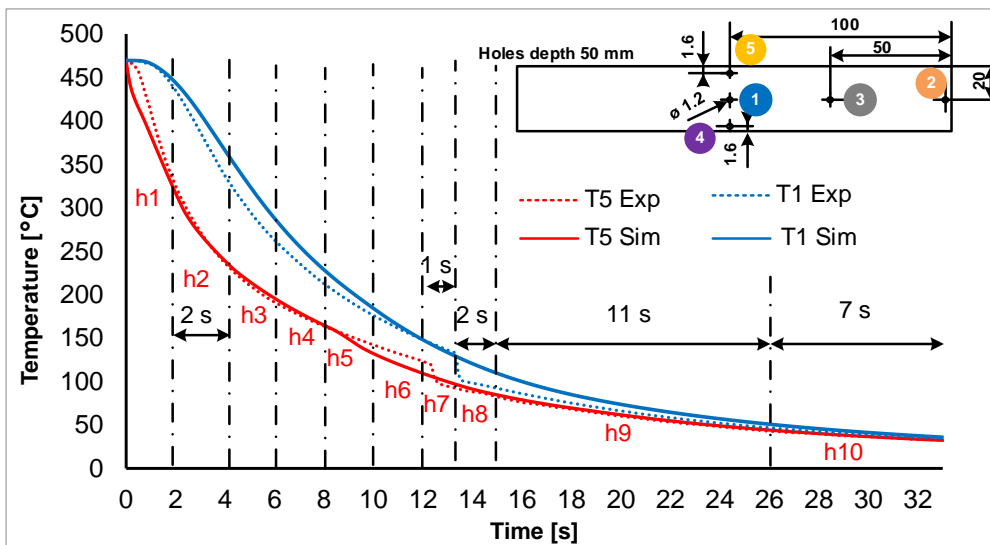 500
450
400
350
300
250
200
150
100
50
0
Temperature [°C]
0 2 4 6 8 10 12 14 16 18 20 22 24 26 28 30 32
Time [s]
Holes depth 50 mm
100
50
20
1.6
1.6
ø 1.2
5
1
3
2
4
T5 Exp
T1 Exp
T5 Sim
T1 Sim
h1
h2
h3
h4
h5
h6
h7
h8
h9
h10
2 s
1 s
2 s
11 s
7 s